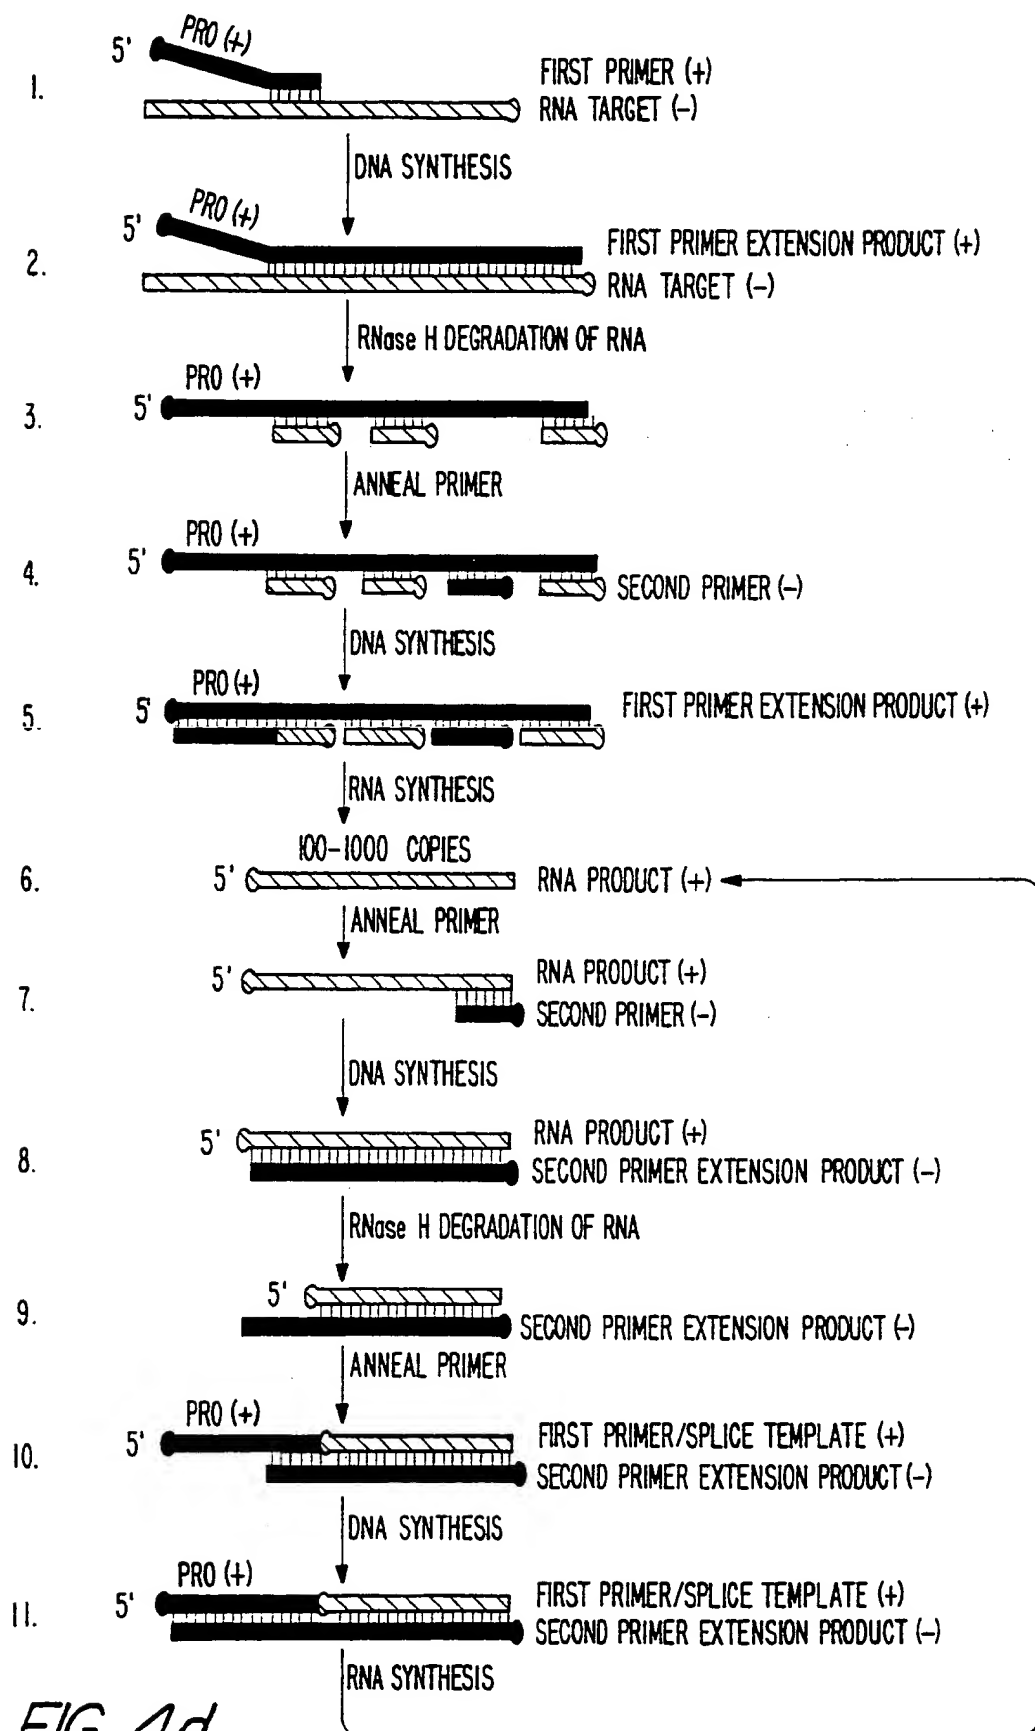 PRO (+)
5'
1.
FIRST PRIMER (+)
RNA TARGET (-)
DNA SYNTHESIS
PRO (+)
5'
2.
FIRST PRIMER EXTENSION PRODUCT (+)
RNA TARGET (-)
RNase H DEGRADATION OF RNA
PRO (+)
5'
3.
ANNEAL PRIMER
PRO (+)
5'
4.
SECOND PRIMER (-)
DNA SYNTHESIS
PRO (+)
5'
5.
FIRST PRIMER EXTENSION PRODUCT (+)
RNA SYNTHESIS
100-1000 COPIES
6.
5'
RNA PRODUCT (+)
ANNEAL PRIMER
5'
RNA PRODUCT (+)
7.
SECOND PRIMER (-)
DNA SYNTHESIS
5'
RNA PRODUCT (+)
8.
SECOND PRIMER EXTENSION PRODUCT (-)
RNase H DEGRADATION OF RNA
5'
9.
SECOND PRIMER EXTENSION PRODUCT (-)
ANNEAL PRIMER
PRO (+)
5'
FIRST PRIMER/SPLICE TEMPLATE (+)
10.
SECOND PRIMER EXTENSION PRODUCT (-)
DNA SYNTHESIS
PRO (+)
5'
FIRST PRIMER/SPLICE TEMPLATE (+)
11.
SECOND PRIMER EXTENSION PRODUCT (-)
RNA SYNTHESIS
FIG. 4d